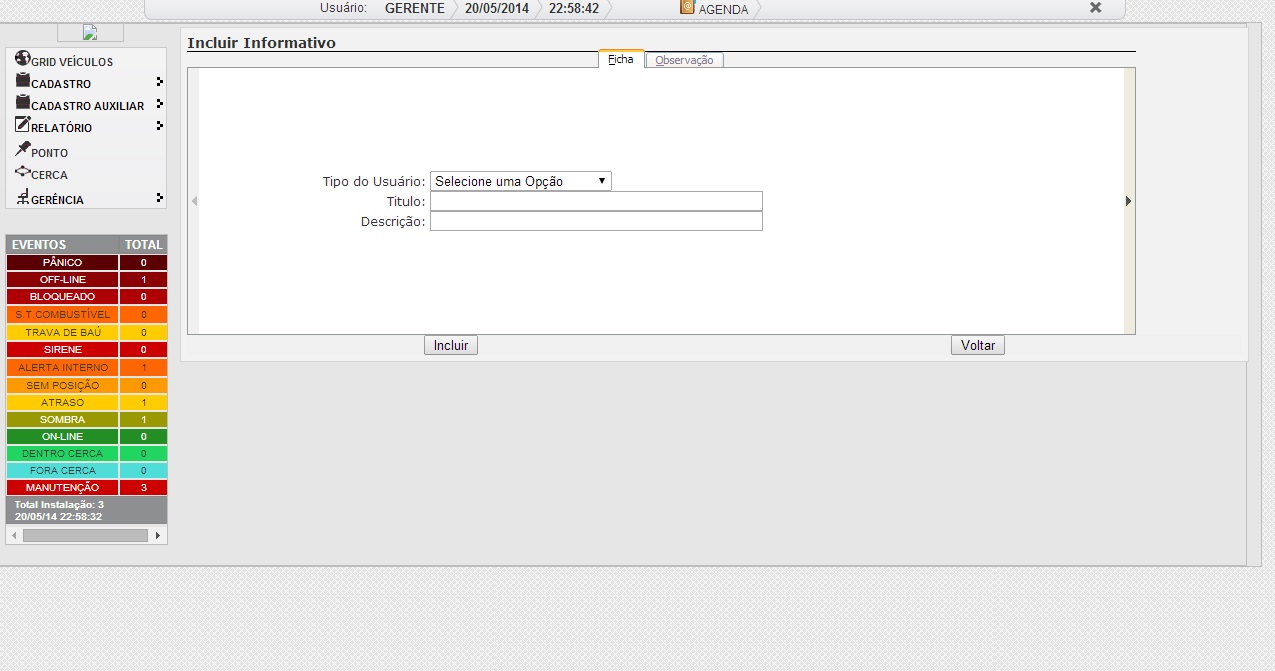 Usuário: GERENTE 20/05/2014 22:58:42 AGENDA
Incluir Informativo
Ficha Observação
GRID VEÍCULOS
CADASTRO
CADASTRO AUXILIAR
RELATÓRIO
PONTO
CERCA
GERÊNCIA
Tipo do Usuário: Selecione uma Opção
Titulo:
Descrição:
Incluir Voltar
EVENTOS TOTAL
PÂNICO 0
OFF-LINE 1
BLOQUEADO 0
S.T.COMBUSTÍVEL 0
TRAVA DE BAÚ 0
SIRENE 0
ALERTA INTERNO 1
SEM POSIÇÃO 0
ATRASO 1
SOMBRA 1
ON-LINE 0
DENTRO CERCA 0
FORA CERCA 0
MANUTENÇÃO 3
Total Instalação: 3
20/05/14 22:58:32